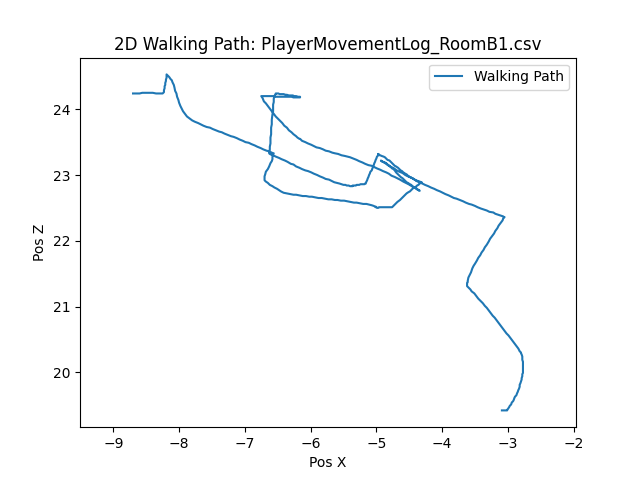 2D Walking Path: PlayerMovementLog_RoomB1.csv
Walking Path
24
23
22
21
20
Pos Z
−9 −8 −7 −6 −5 −4 −3 −2
Pos X